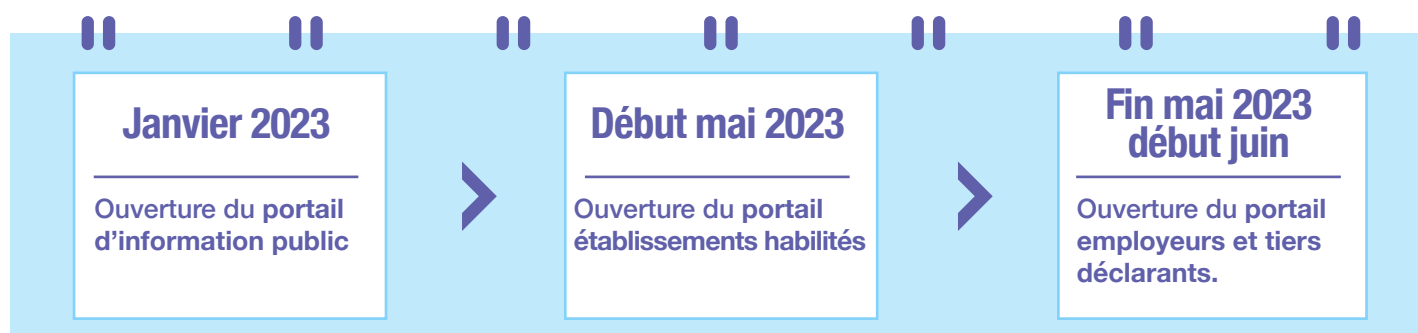 Janvier 2023
Ouverture du portail
d’information public
Début mai 2023
Ouverture du portail
établissements habilités
Fin mai 2023
début juin
Ouverture du portail
employeurs et tiers
déclarants.